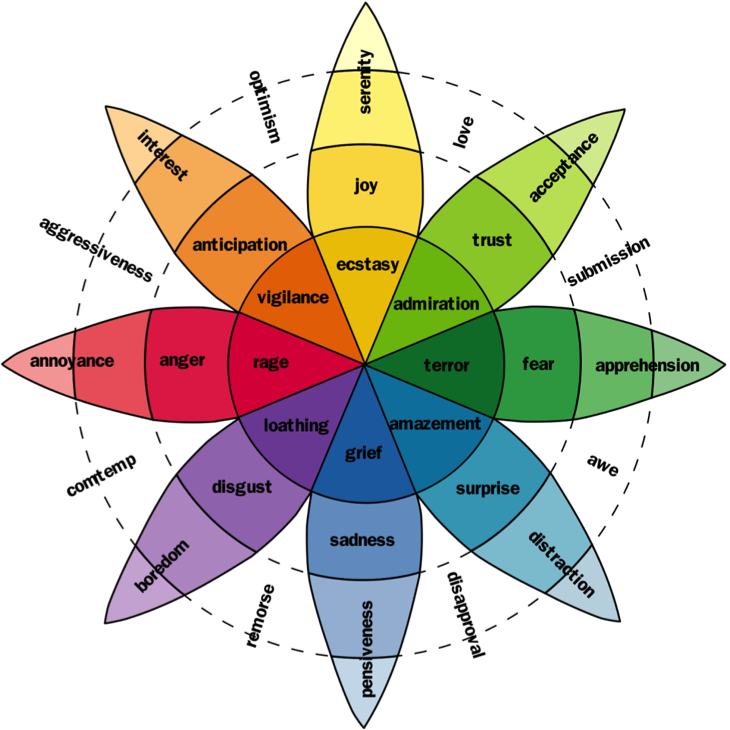 serenity
optimism
love
interest
acceptance
joy
aggressiveness
anticipation
trust
submission
ecstasy
vigilance
admiration
annoyance
anger
rage
terror
fear
apprehension
loathing
amazement
grief
comtemp
awe
disgust
surprise
sadness
boredom
distraction
remorse
disapproval
pensiveness